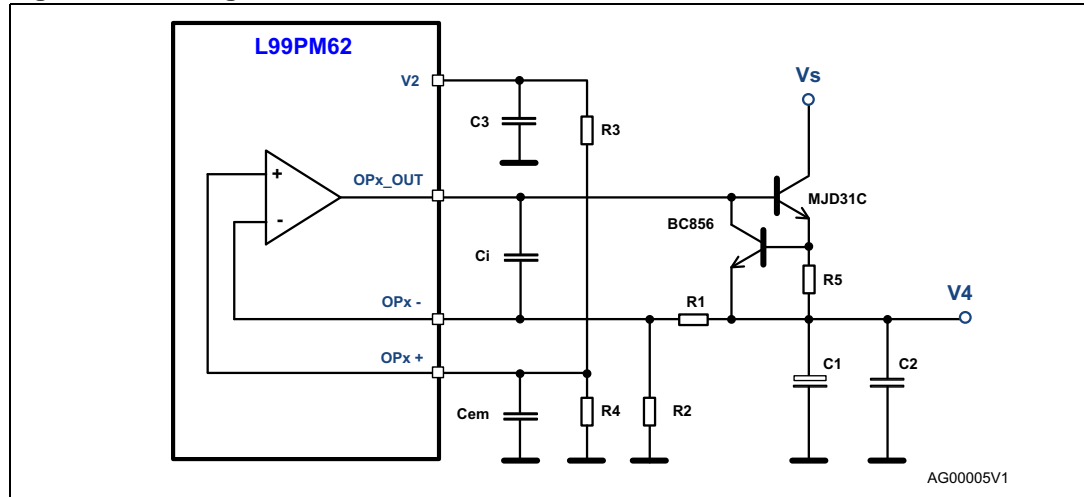 L99PM62
Vs
V2
C3
R3
OPx_OUT
MJD31C
BC856
+
-
Ci
R5
OPx -
R1
V4
OPx +
C1
C2
Cem
R4
R2
AG00005V1